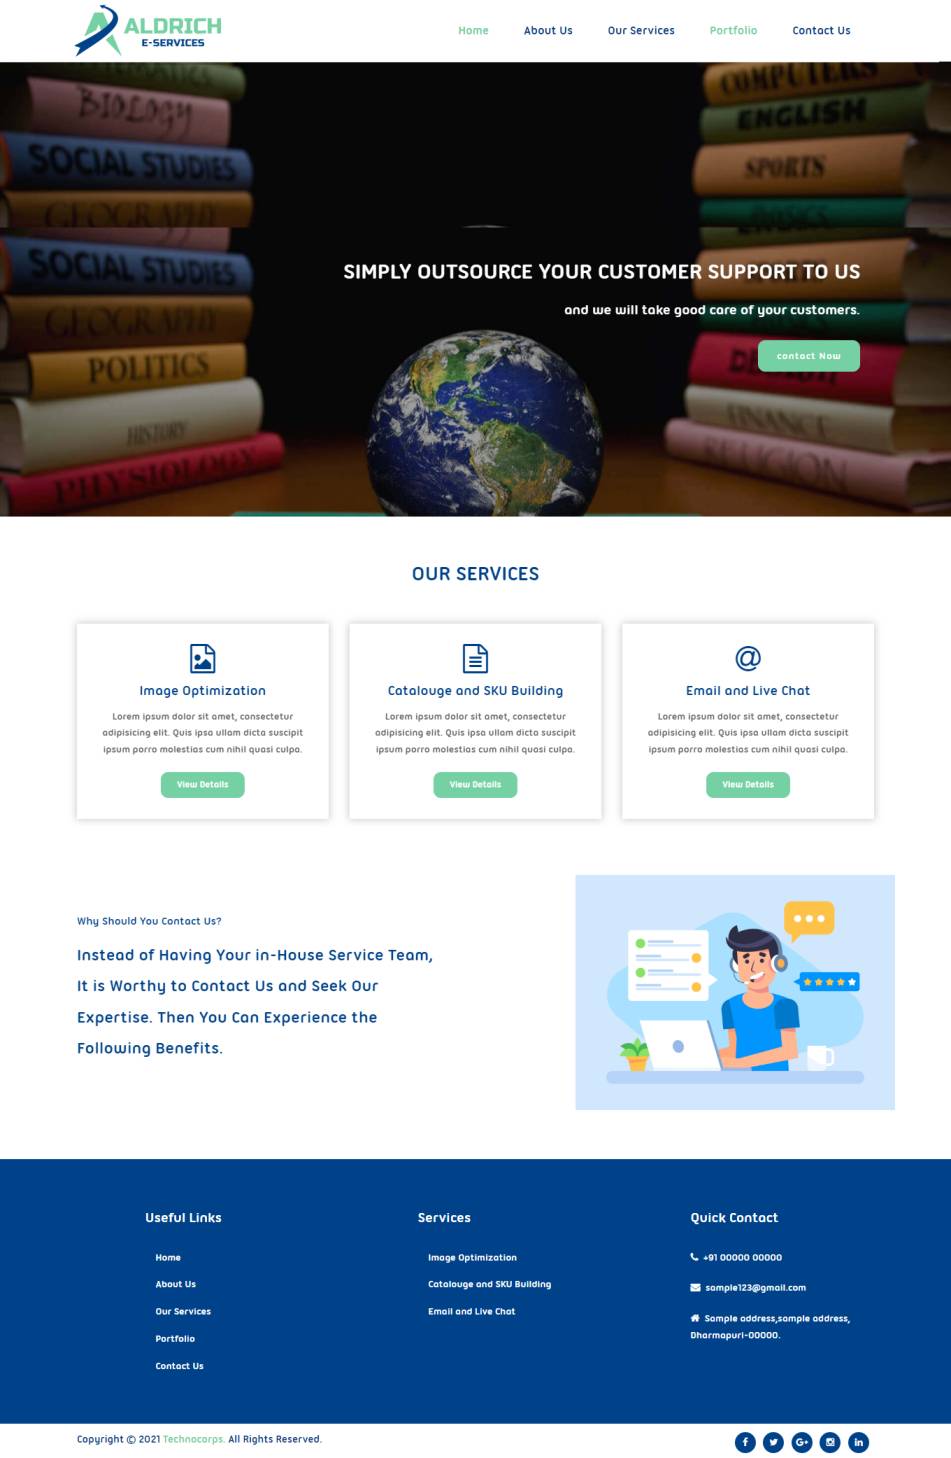 ALDRICH
E-SERVICES
Home About Us Our Services Portfolio Contact Us
BIOLOGY
SOCIAL STUDIES
GEOGRAPHY
COMPUTERS
ENGLISH
SPORTS
BASICS
SOCIAL STUDIES
GEOGRAPHY
POLITICS
HISTORY
PHYSIOLOGY
SIMPLY OUTSOURCE YOUR CUSTOMER SUPPORT TO US
and we will take good care of your customers.
contact Now
FINANCE
RELIGION
OUR SERVICES
Image Optimization
Lorem ipsum dolor sit amet, consectetur
adipisicing elit. Quis ipsa ullam dicta suscipit
ipsum porro molestias cum nihil quasi culpa.
View Details
Catalouge and SKU Building
Lorem ipsum dolor sit amet, consectetur
adipisicing elit. Quis ipsa ullam dicta suscipit
ipsum porro molestias cum nihil quasi culpa.
View Details
@
Email and Live Chat
Lorem ipsum dolor sit amet, consectetur
adipisicing elit. Quis ipsa ullam dicta suscipit
ipsum porro molestias cum nihil quasi culpa.
View Details
Why Should You Contact Us?
Instead of Having Your in-House Service Team,
It is Worthy to Contact Us and Seek Our
Expertise. Then You Can Experience the
Following Benefits.
Useful Links
Home
About Us
Our Services
Portfolio
Contact Us
Services
Image Optimization
Catalouge and SKU Building
Email and Live Chat
Quick Contact
+91 00000 00000
sample123@gmail.com
Sample address,sample address,
Dharmapuri-00000.
Copyright © 2021 Technocorps. All Rights Reserved.